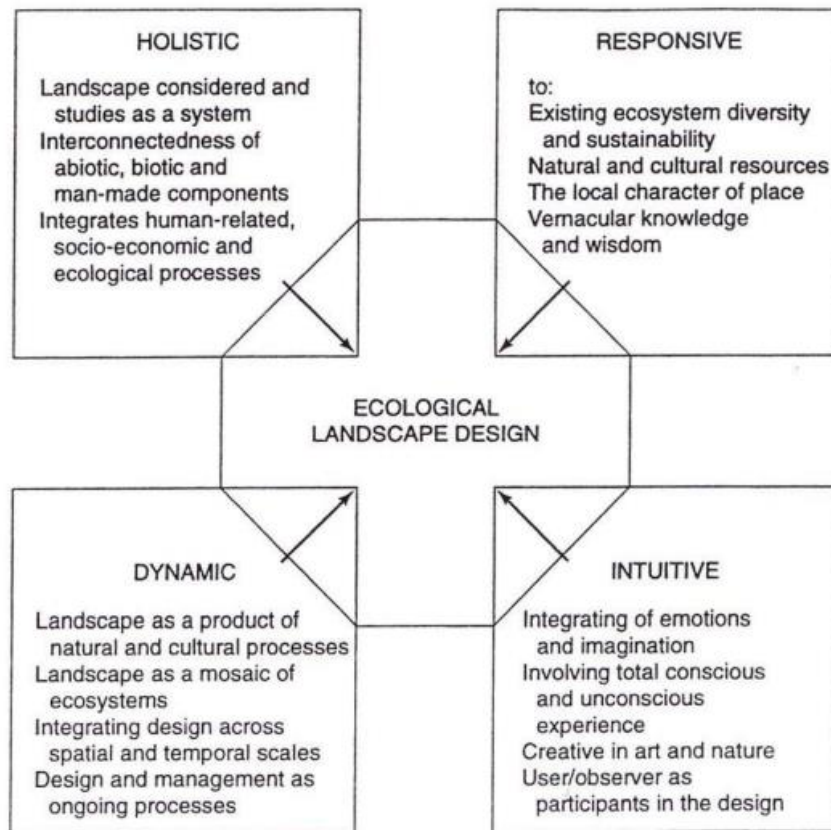 HOLISTIC
Landscape considered and
studies as a system
Interconnectedness of
abiotic, biotic and
man-made components
Integrates human-related,
socio-economic and
ecological processes
RESPONSIVE
to:
Existing ecosystem diversity
and sustainability
Natural and cultural resources
The local character of place
Vernacular knowledge
and wisdom
ECOLOGICAL
LANDSCAPE DESIGN
DYNAMIC
Landscape as a product of
natural and cultural processes
Landscape as a mosaic of
ecosystems
Integrating design across
spatial and temporal scales
Design and management as
ongoing processes
INTUITIVE
Integrating of emotions
and imagination
Involving total conscious
and unconscious
experience
Creative in art and nature
User/observer as
participants in the design